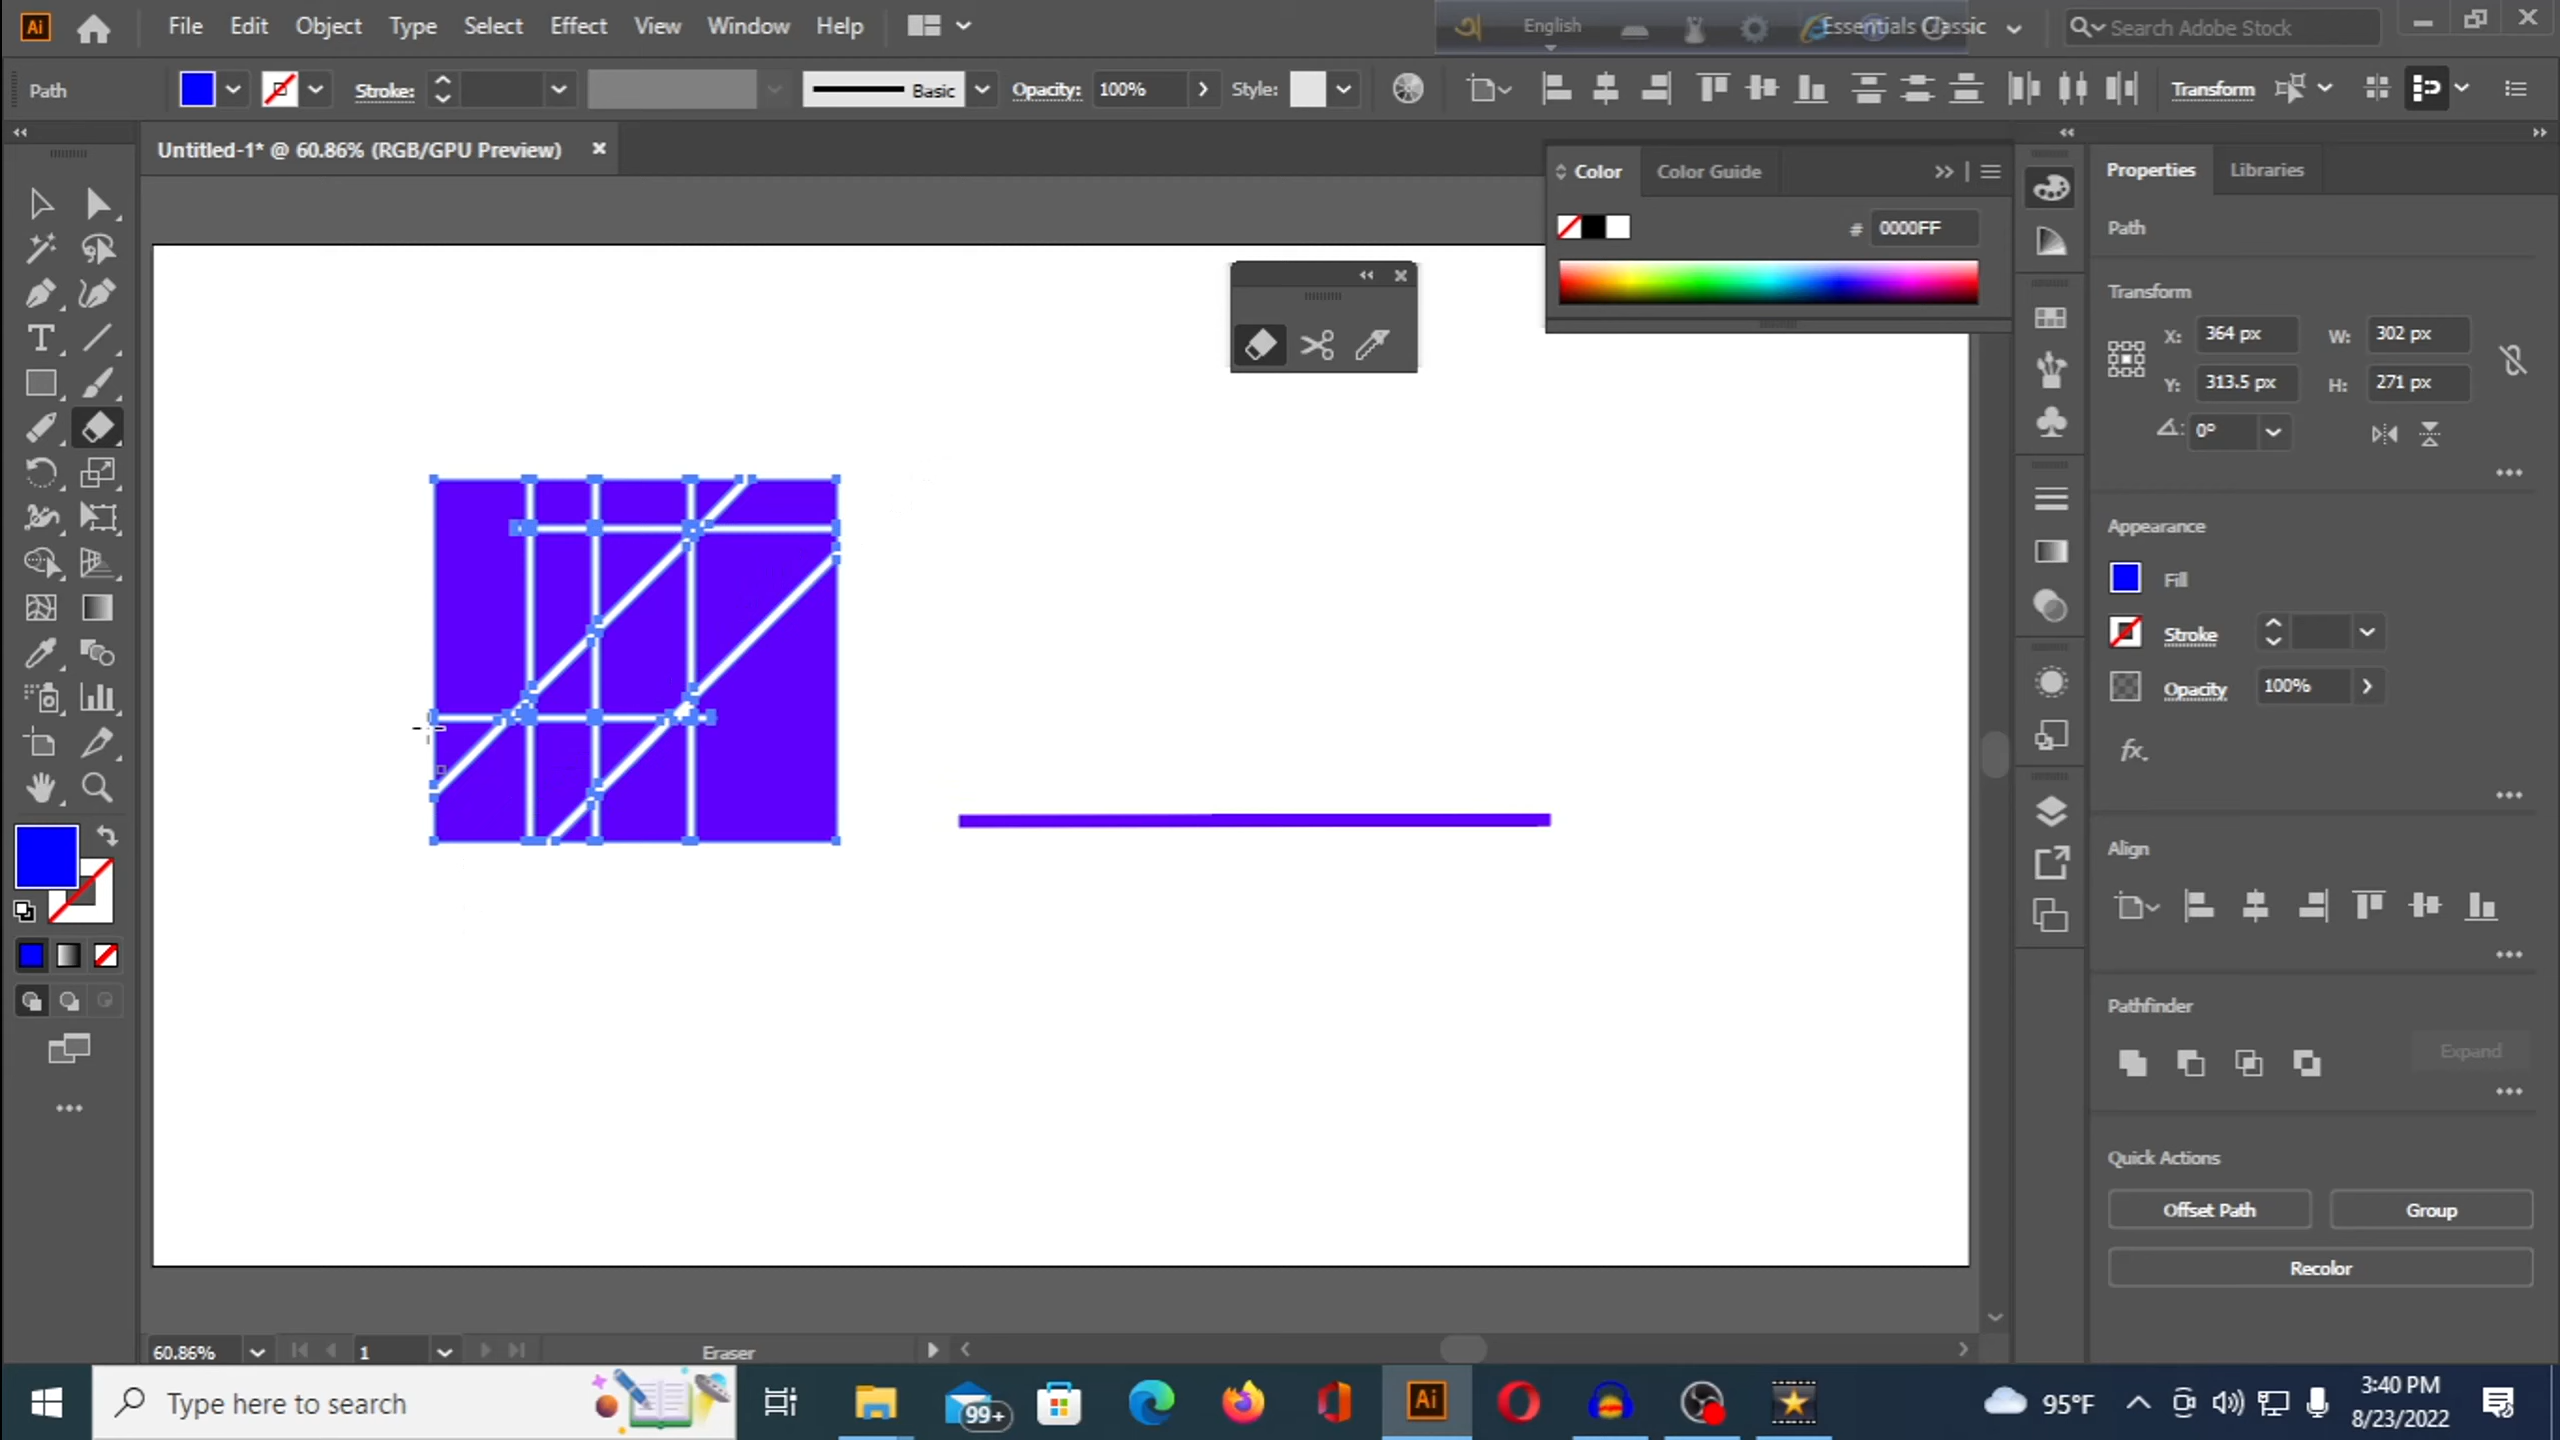 Ai File Edit Object Type Select Effect View Window Help English Essentials Classic Search Adobe Stock
Path Stroke: Basic Opacity: 100% Style: Transform
Untitled-1* @ 60.86% (RGB/GPU Preview)
Color Color Guide
# 0000FF
Properties Libraries
Path
Transform
X: 364 px W: 302 px
Y: 313.5 px H: 271 px
0°
Appearance
Fill
Stroke
Opacity 100%
fx
Align
Pathfinder
Expand
Quick Actions
Offset Path Group
Recolor
60.86% 1 Eraser
Type here to search
99+
Ai
95°F
3:40 PM
8/23/2022